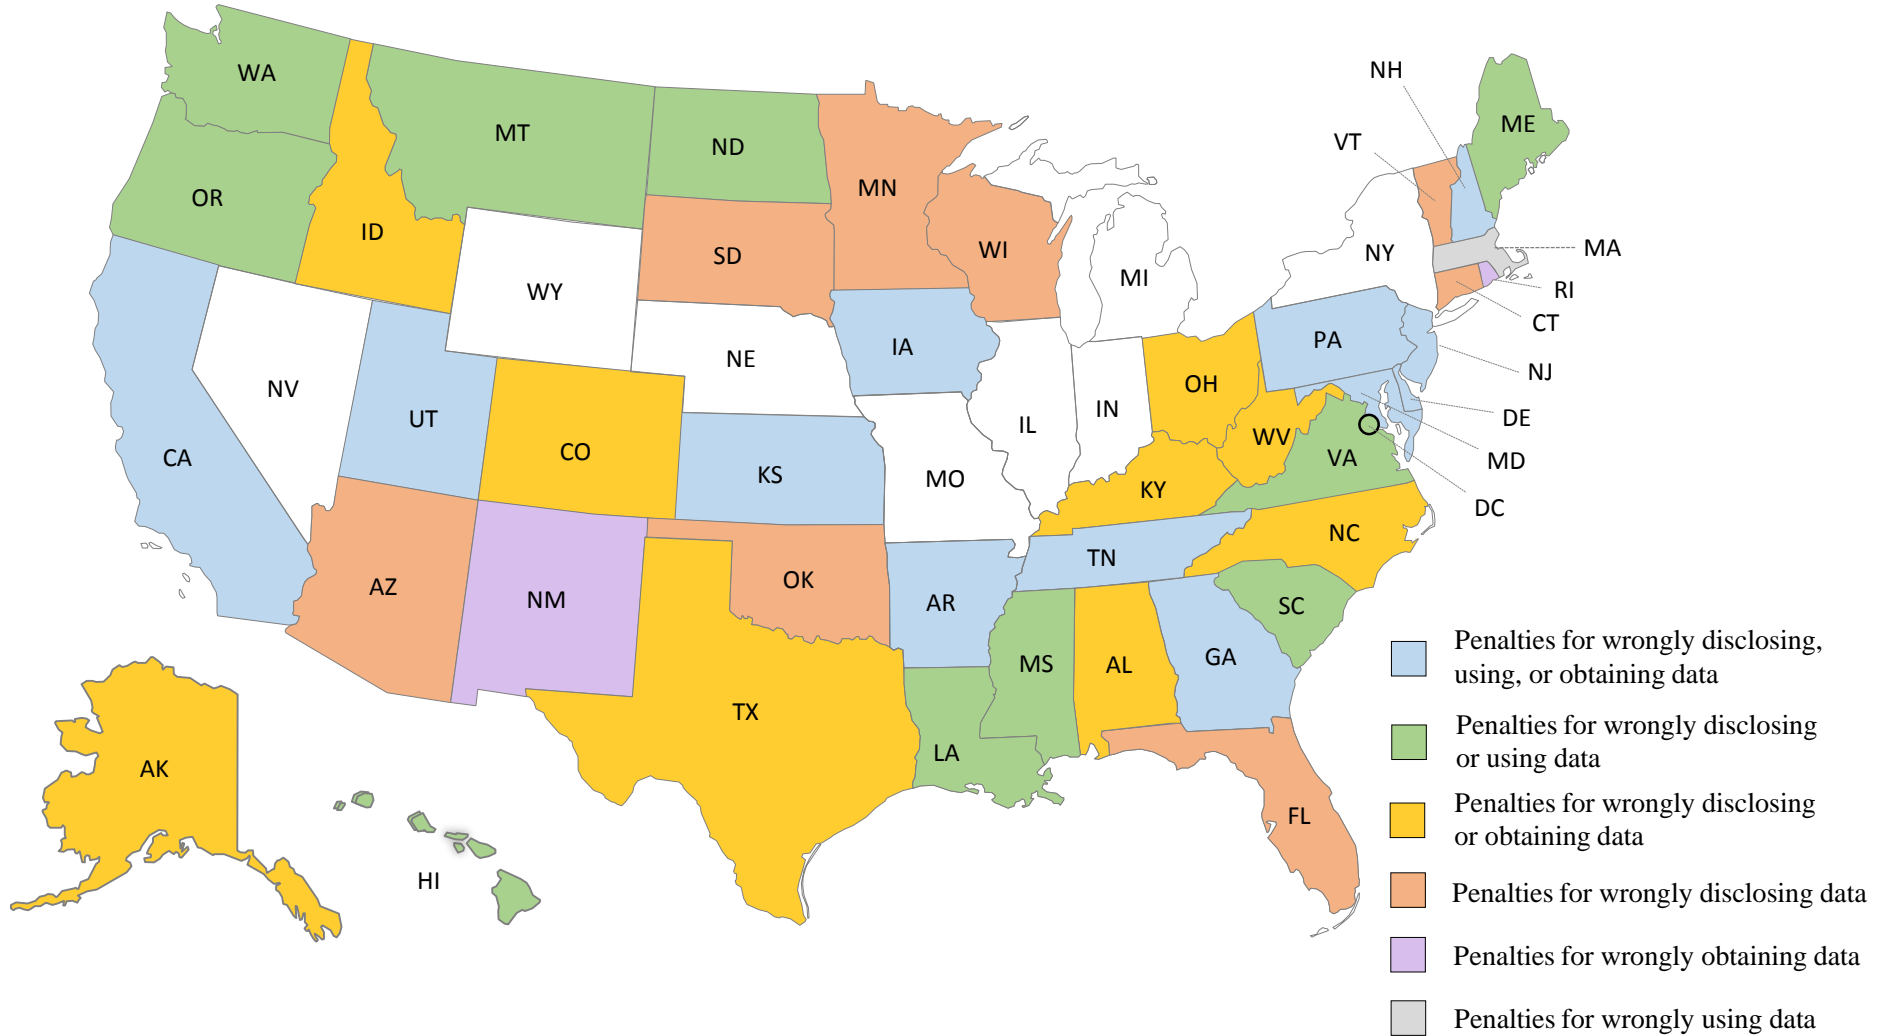 NH
WA
ME
MT
VT
ND
MN
OR
ID
WI
NY
MA
SD
MI
RI
WY
CT
PA
IA
NE
NJ
NV
OH
IN
DE
UT
IL
CO
WV
CA
VA
MD
KS
MO
KY
DC
NC
TN
OK
AZ
NM
AR
SC
GA
MS
AL
Penalties for wrongly disclosing,
using, or obtaining data
TX
Penalties for wrongly disclosing
or using data
LA
AK
Penalties for wrongly disclosing
or obtaining data
FL
HI
Penalties for wrongly disclosing data
Penalties for wrongly obtaining data
Penalties for wrongly using data